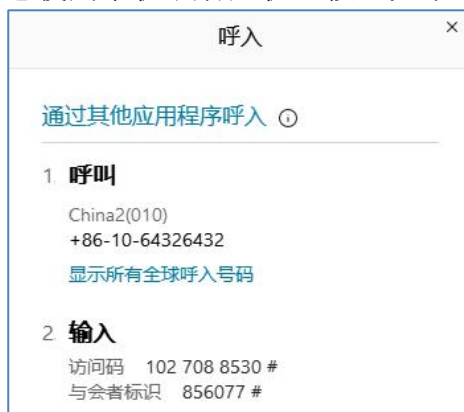 呼入
×
通过其他应用程序呼入
1. 呼叫
China2(010)
+86-10-64326432
显示所有全球呼入号码
2. 输入
访问码 102 708 8530 #
与会者标识 856077 #